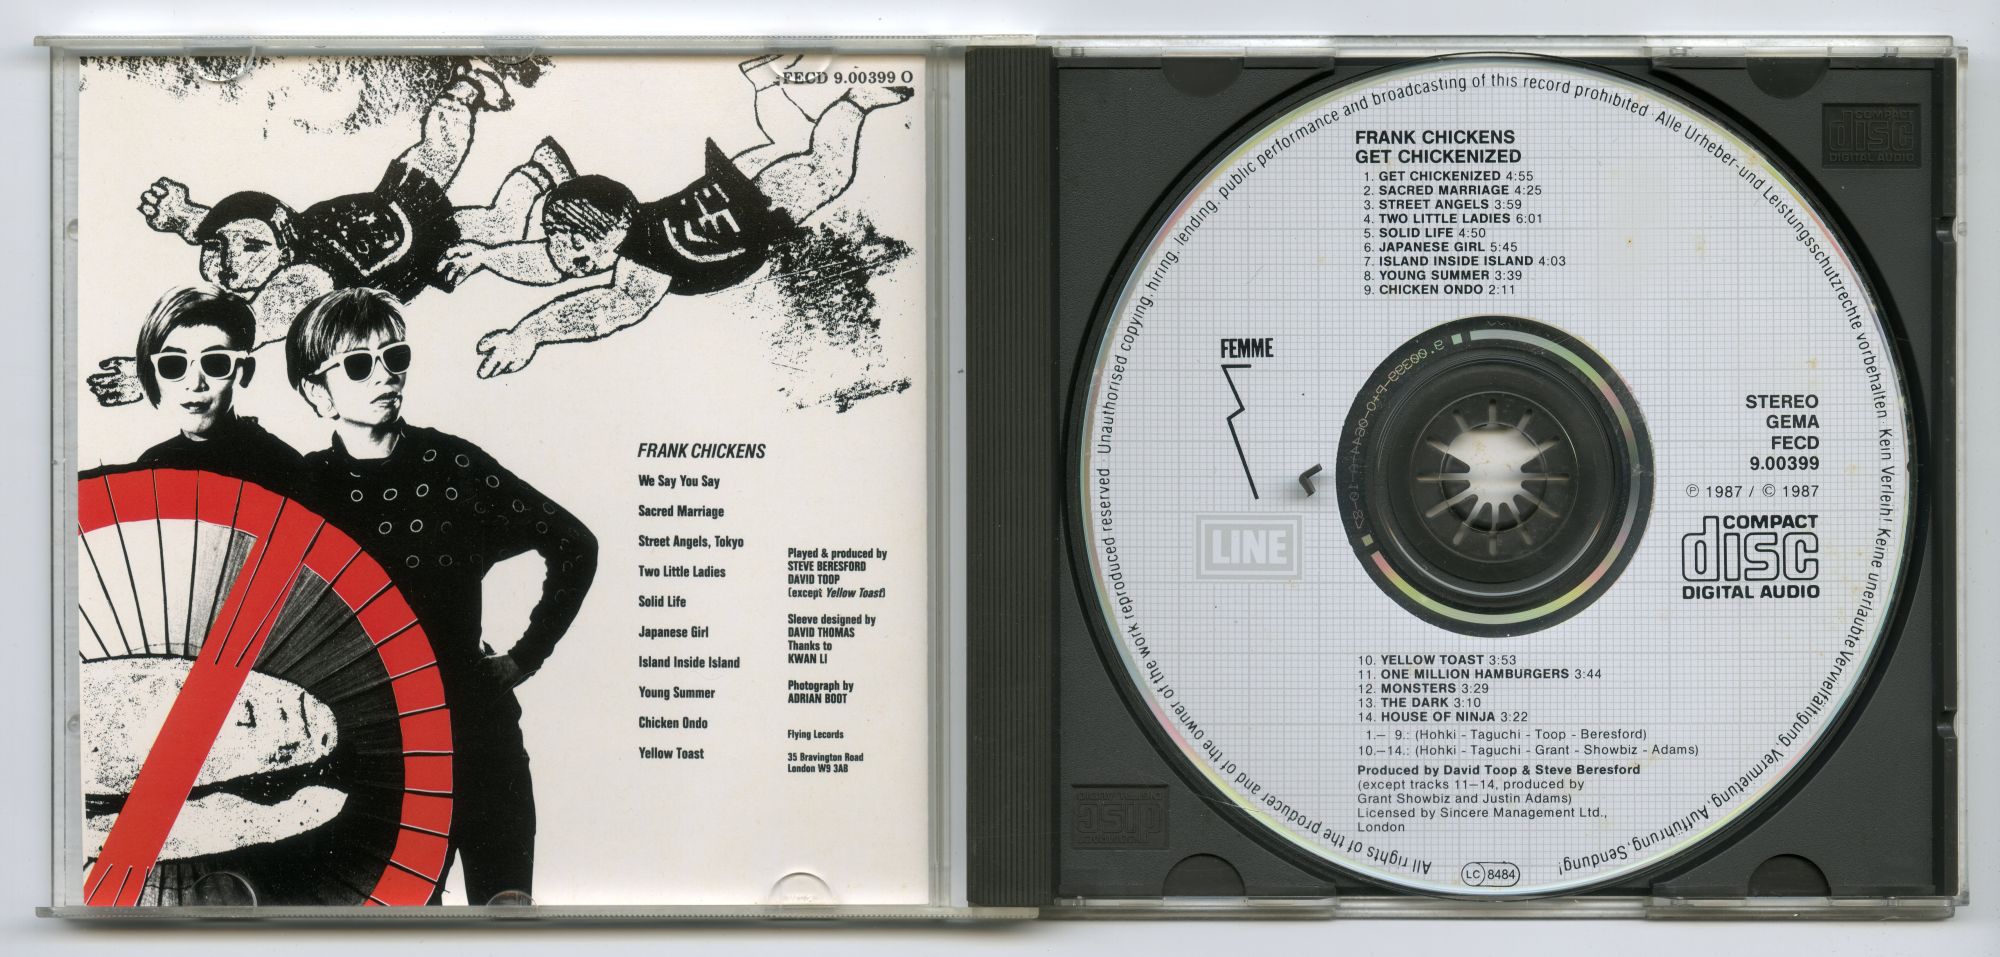 FECD 9.00399 O
FRANK CHICKENS
We Say You Say
Sacred Marriage
Street Angels, Tokyo
Two Little Ladies
Solid Life
Japanese Girl
Island Inside Island
Young Summer
Chicken Ondo
Yellow Toast
Played & produced by
STEVE BERESFORD
DAVID TOOP
(except Yellow Toast)
Sleeve designed by
DAVID THOMAS
Thanks to
KWAN LI
Photograph by
ADRIAN BOOT
Flying Lecords
35 Bravington Road
London W9 3AB
COMPACT
disc
DIGITAL AUDIO
FRANK CHICKENS
GET CHICKENIZED
1. GET CHICKENIZED 4:55
2. SACRED MARRIAGE 4:25
3. STREET ANGELS 3:59
4. TWO LITTLE LADIES 6:01
5. SOLID LIFE 4:50
6. JAPANESE GIRL 5:45
7. ISLAND INSIDE ISLAND 4:03
8. YOUNG SUMMER 3:39
9. CHICKEN ONDO 2:11
FEMME
LINE
STEREO
GEMA
FECD
9.00399
℗ 1987 / © 1987
COMPACT
disc
DIGITAL AUDIO
10. YELLOW TOAST 3:53
11. ONE MILLION HAMBURGERS 3:44
12. MONSTERS 3:29
13. THE DARK 3:10
14. HOUSE OF NINJA 3:22
1.– 9.: (Hohki - Taguchi - Toop - Beresford)
10.–14.: (Hohki - Taguchi - Grant - Showbiz - Adams)
Produced by David Toop & Steve Beresford
(except tracks 11–14, produced by
Grant Showbiz and Justin Adams)
Licensed by Sincere Management Ltd.,
London
LC 8484
All rights of the producer and of the owner of the work reproduced reserved · Unauthorised copying, hiring, lending, public performance and broadcasting of this record prohibited · Alle Urheber-und Leistungsschutzrechte vorbehalten · Kein Verleih! Keine unerlaubte Vervielfältigung, Vermietung, Aufführung, Sendung!
COMPACT
disc
DIGITAL AUDIO